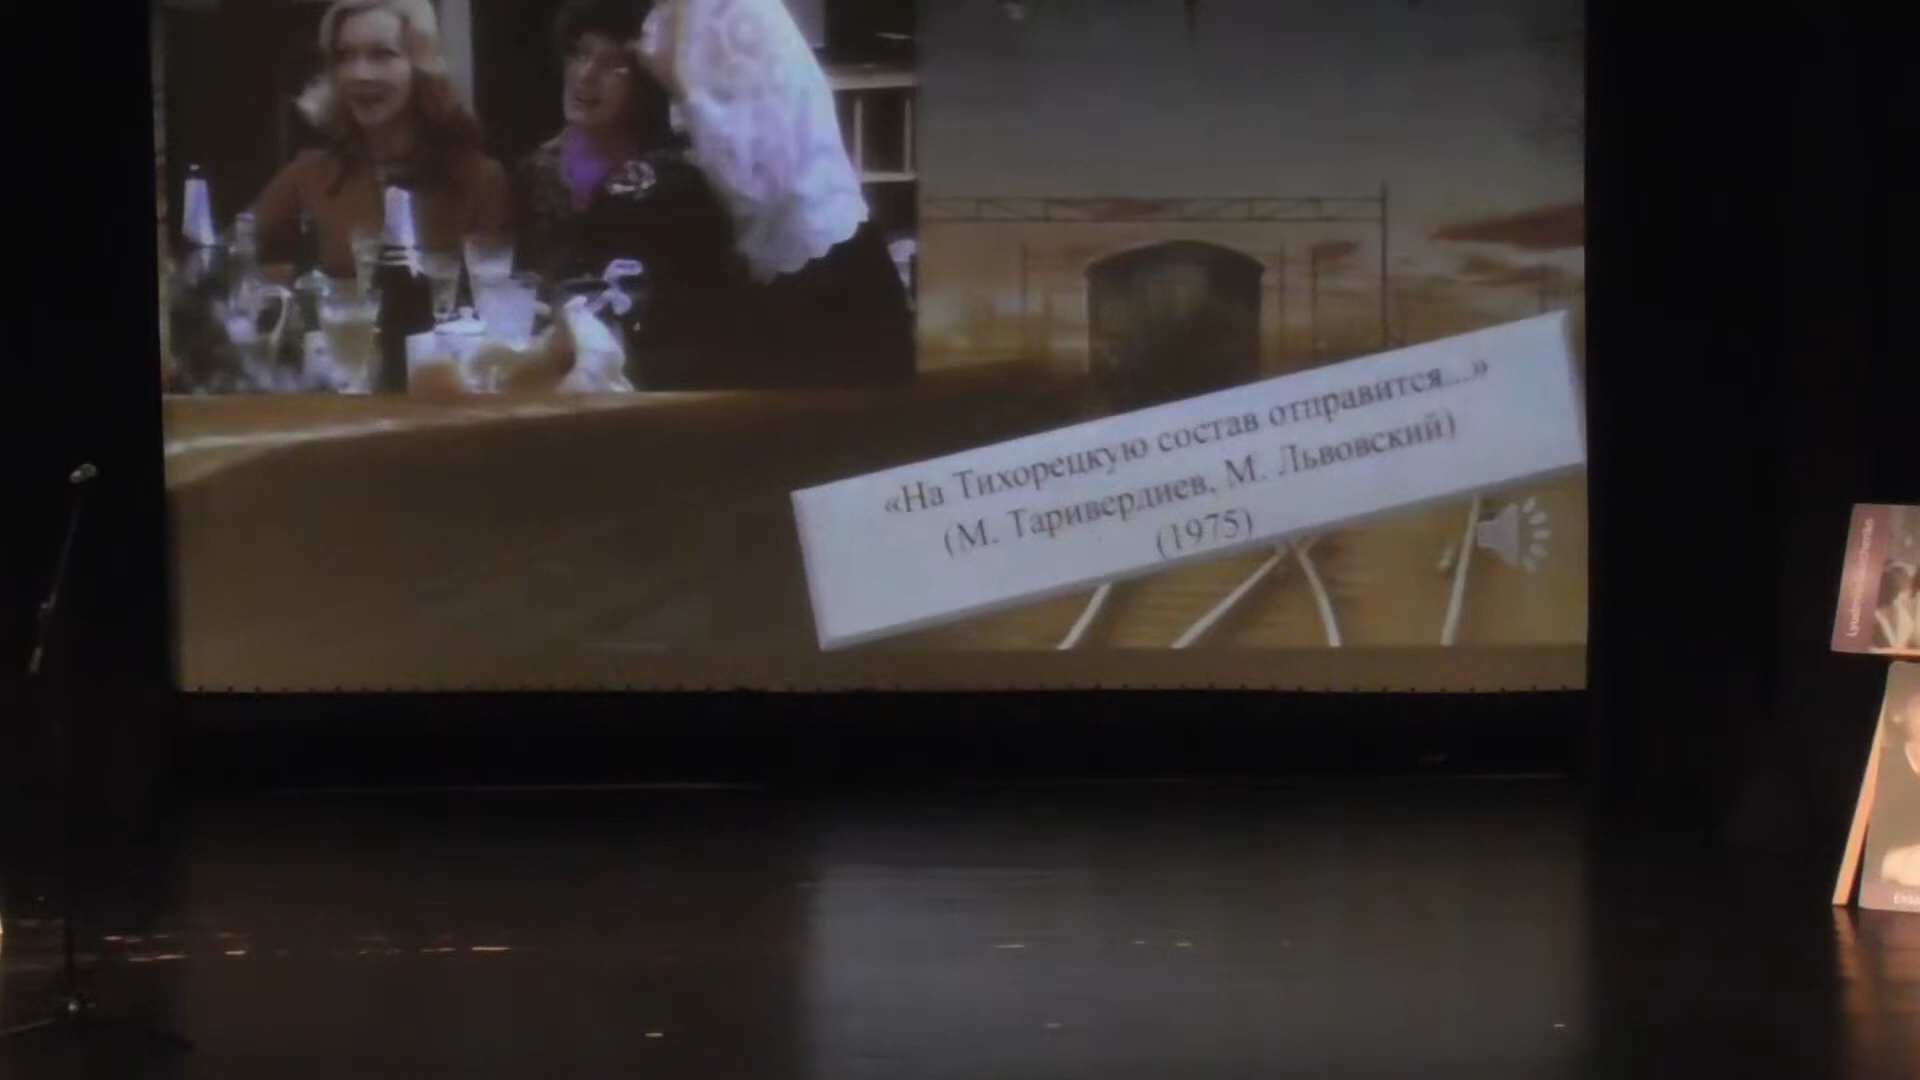 «На Тихорецкую состав отправится...»
(М. Таривердиев, М. Львовский)
(1975)